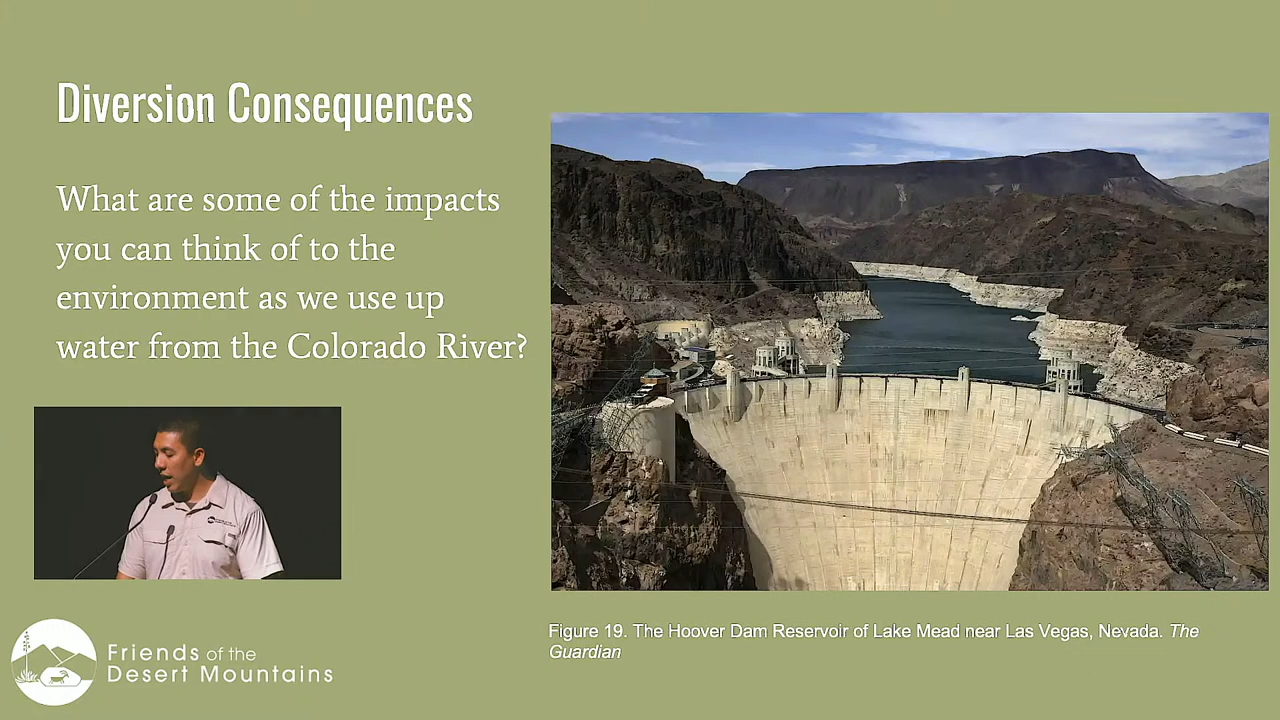 Diversion Consequences
What are some of the impacts
you can think of to the
environment as we use up
water from the Colorado River?
Figure 19. The Hoover Dam Reservoir of Lake Mead near Las Vegas, Nevada. The
Guardian
Friends of the
Desert Mountains